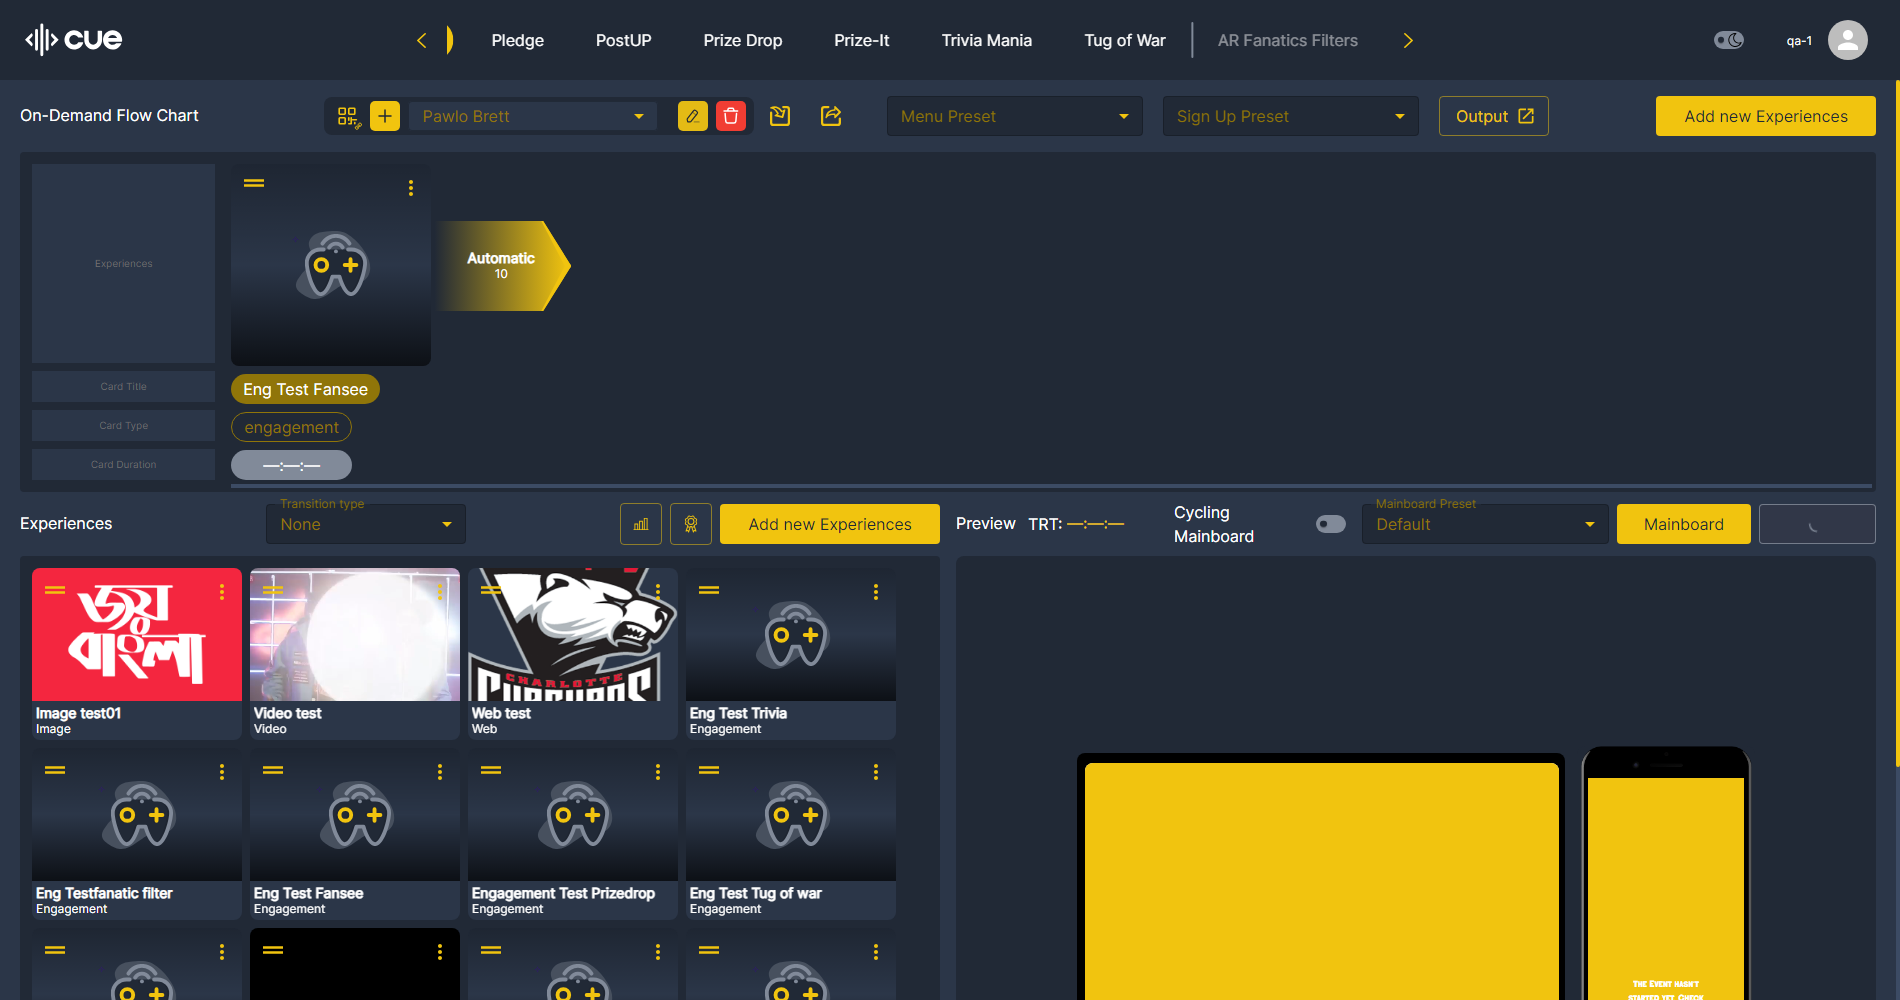 cue
Pledge
PostUP
Prize Drop
Prize-It
Trivia Mania
Tug of War
AR Fanatics Filters
qa-1
On-Demand Flow Chart
Pawlo Brett
Menu Preset
Sign Up Preset
Output
Add new Experiences
Experiences
Automatic
10
Card Title
Eng Test Fansee
Card Type
engagement
Card Duration
—:—:—
Experiences
Transition type
None
Add new Experiences
Preview
TRT: —:—:—
Cycling
Mainboard
Mainboard Preset
Default
Mainboard
জয়
বাংলা
Image test01
Image
Video test
Video
CHARLOTTE
Web test
Web
Eng Test Trivia
Engagement
Eng Testfanatic filter
Engagement
Eng Test Fansee
Engagement
Engagement Test Prizedrop
Engagement
Eng Test Tug of war
Engagement
The Event hasn't
started yet. Check